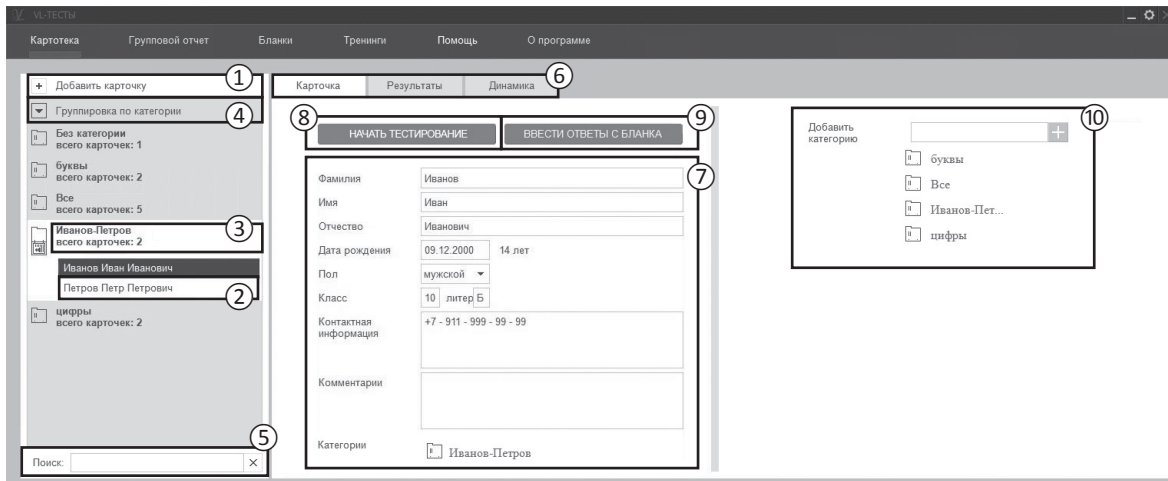 VL-ТЕСТЫ
Картотека Групповой отчет Бланки Тренинги Помощь О программе
+ Добавить карточку 1
Группировка по категории 4
Без категории
всего карточек: 1
буквы
всего карточек: 2
Все
всего карточек: 5
Иванов-Петров 3
всего карточек: 2
Иванов Иван Иванович
Петров Петр Петрович 2
цифры
всего карточек: 2
5
Поиск: ×
Карточка Результаты Динамика 6
8 НАЧАТЬ ТЕСТИРОВАНИЕ ВВЕСТИ ОТВЕТЫ С БЛАНКА 9
7
Фамилия Иванов
Имя Иван
Отчество Иванович
Дата рождения 09.12.2000 14 лет
Пол мужской
Класс 10 литер Б
Контактная
информация +7 - 911 - 999 - 99 - 99
Комментарии
Категории Иванов-Петров
10
Добавить
категорию +
буквы
Все
Иванов-Пет...
цифры